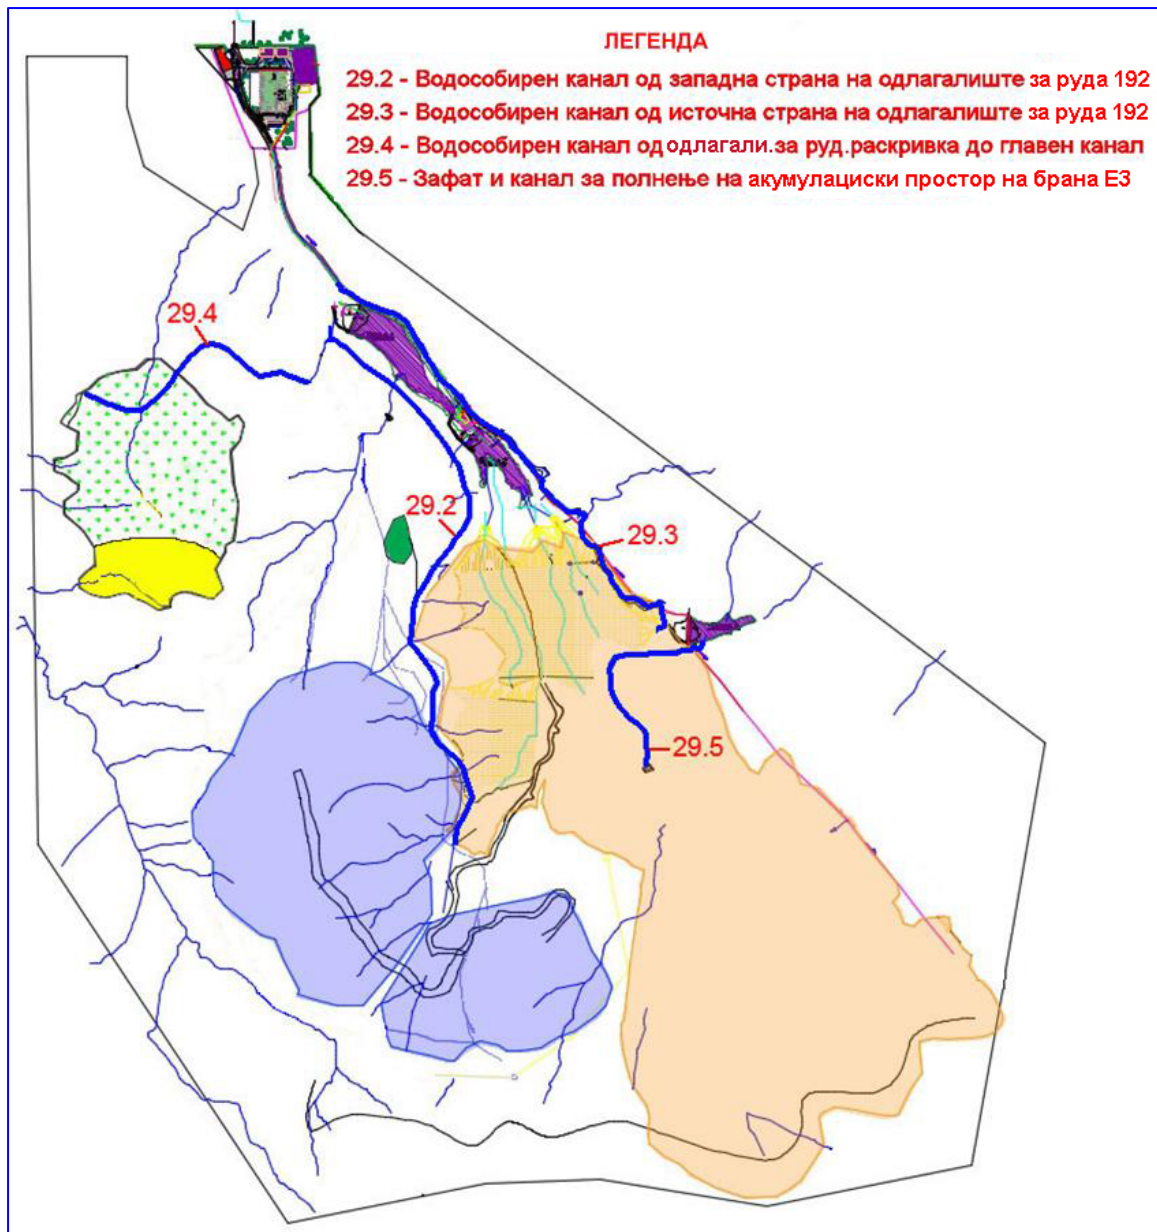 ЛЕГЕНДА
29.2 - Водособирен канал од западна страна на одлагалиште за руда 192
29.3 - Водособирен канал од источна страна на одлагалиште за руда 192
29.4 - Водособирен канал од одлагали.за руд.раскривка до главен канал
29.5 - Зафат и канал за полнење на акумулациски простор на брана Е3
29.4
29.2
29.3
29.5